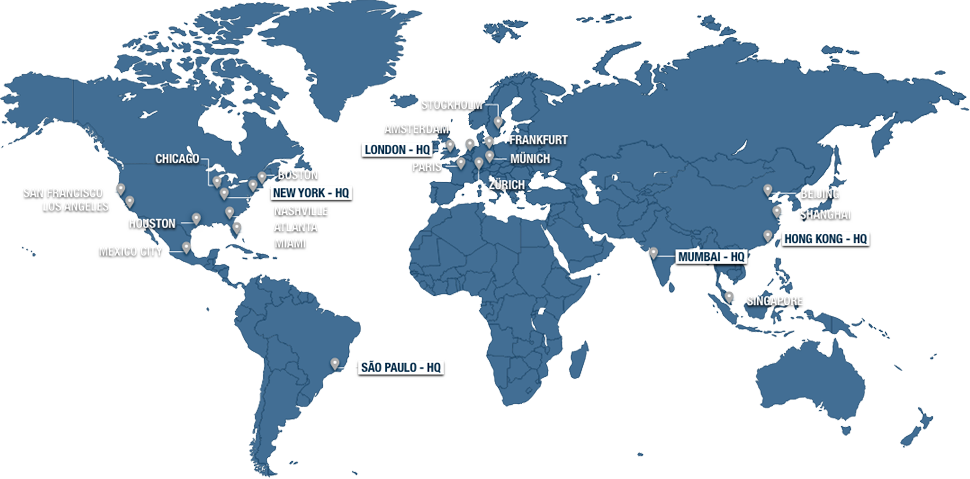 STOCKHOLM
AMSTERDAM
FRANKFURT
LONDON - HQ
CHICAGO
MÜNICH
PARIS
BOSTON
ZÜRICH
SAN FRANCISCO
NEW YORK - HQ
BEIJING
LOS ANGELES
NASHVILLE
SHANGHAI
HOUSTON
ATLANTA
HONG KONG - HQ
MIAMI
MEXICO CITY
MUMBAI - HQ
SINGAPORE
SÃO PAULO - HQ